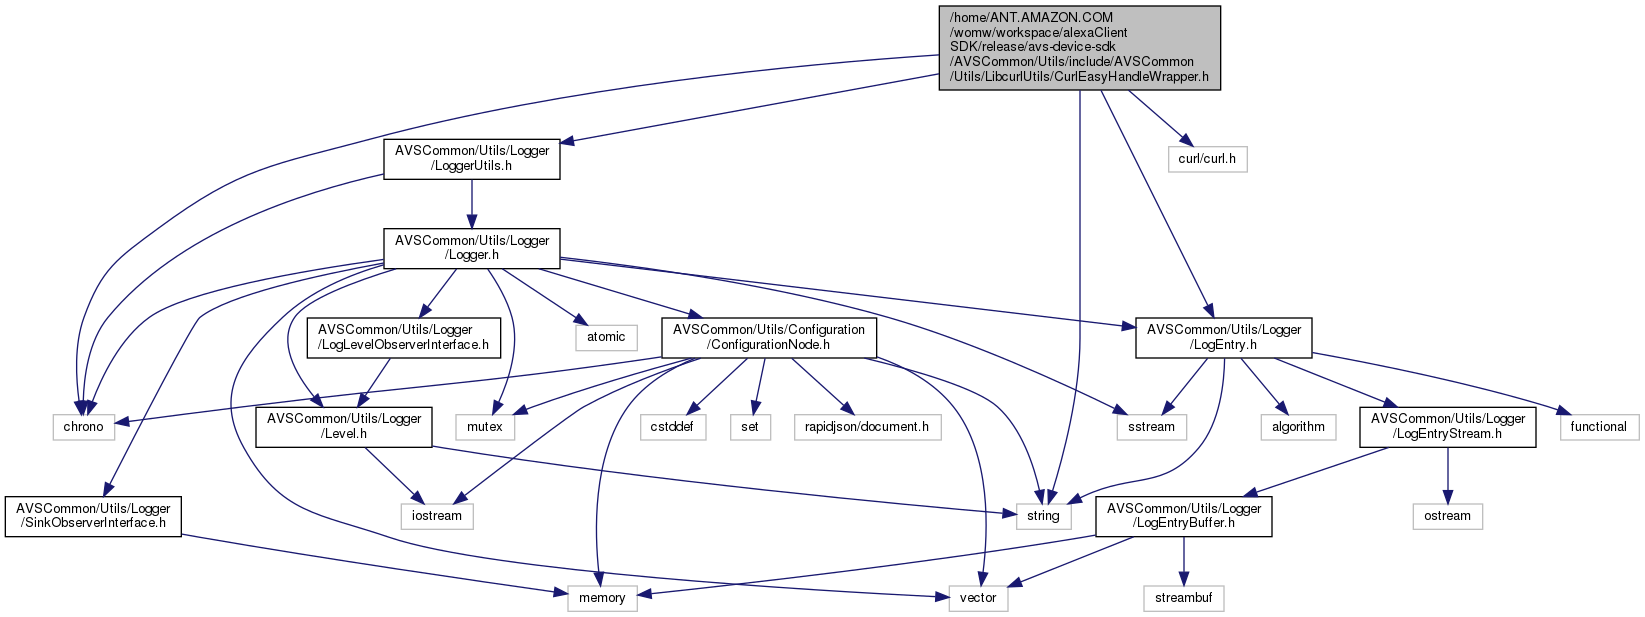 /home/ANT.AMAZON.COM
/womw/workspace/alexaClient
SDK/release/avs-device-sdk
/AVSCommon/Utils/include/AVSCommon
/Utils/LibcurlUtils/CurlEasyHandleWrapper.h
AVSCommon/Utils/Logger
/LoggerUtils.h
curl/curl.h
AVSCommon/Utils/Logger
/Logger.h
AVSCommon/Utils/Logger
/LogLevelObserverInterface.h
atomic
AVSCommon/Utils/Configuration
/ConfigurationNode.h
AVSCommon/Utils/Logger
/LogEntry.h
chrono
AVSCommon/Utils/Logger
/Level.h
mutex
cstddef
set
rapidjson/document.h
sstream
algorithm
AVSCommon/Utils/Logger
/LogEntryStream.h
functional
AVSCommon/Utils/Logger
/SinkObserverInterface.h
iostream
string
AVSCommon/Utils/Logger
/LogEntryBuffer.h
ostream
memory
vector
streambuf